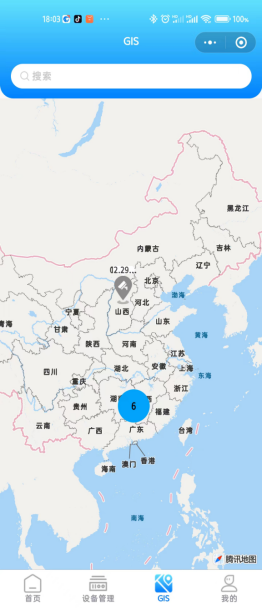 18:03
100%
GIS
搜索
黑龙江
吉林
内蒙古
辽宁
02.29...
北京
渤海
河北
宁夏
山西
青海
山东
甘肃
黄海
陕西
河南
江苏
四川
湖北
安徽
上海
东海
重庆
浙江
贵州
湖
6
西
福建
云南
广西
广东
台湾
海南
澳门
香港
南海
腾讯地图
首页
设备管理
GIS
我的